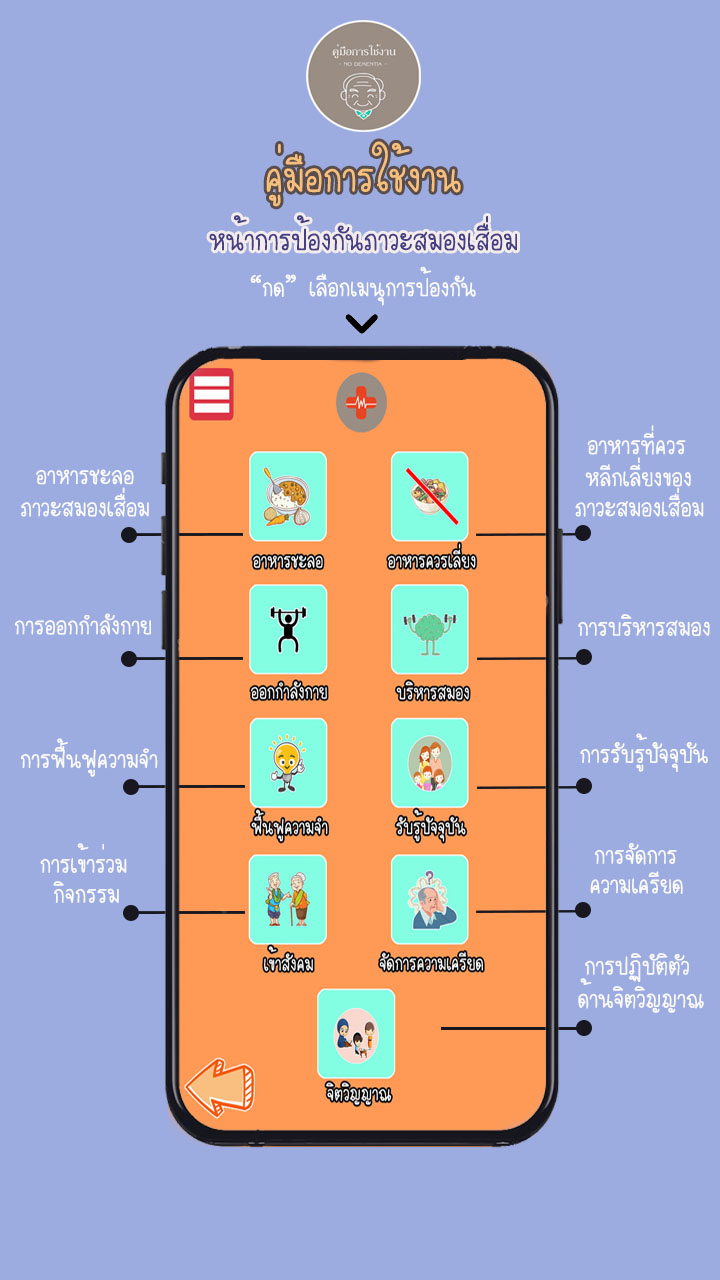 คู่มือการใช้งาน
- NO DEMENTIA -
คู่มือการใช้งาน
หน้าการป้องกันภาวะสมองเสื่อม
“กด” เลือกเมนูการป้องกัน
อาหารชะลอ
ภาวะสมองเสื่อม
อาหารที่ควร
หลีกเลี่ยงของ
ภาวะสมองเสื่อม
อาหารชะลอ
อาหารควรเลี่ยง
การออกกำลังกาย
การบริหารสมอง
ออกกำลังกาย
บริหารสมอง
การฟื้นฟูความจำ
การรับรู้ปัจจุบัน
ฟื้นฟูความจำ
รับรู้ปัจจุบัน
การเข้าร่วม
กิจกรรม
การจัดการ
ความเครียด
เข้าสังคม
จัดการความเครียด
การปฏิบัติตัว
ด้านจิตวิญญาณ
จิตวิญญาณ